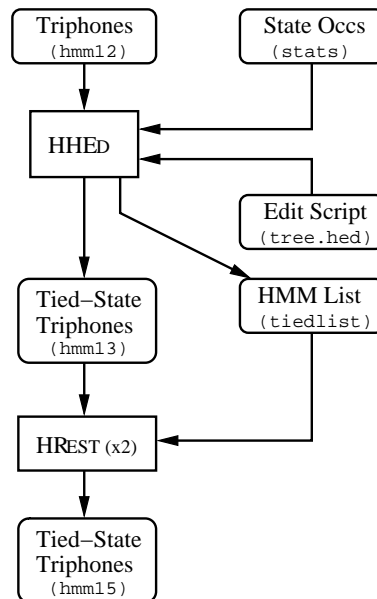 Triphones
(hmm12)
State Occs
(stats)
HHED
Edit Script
(tree.hed)
Tied−State
Triphones
(hmm13)
HMM List
(tiedlist)
HREST (x2)
Tied−State
Triphones
(hmm15)